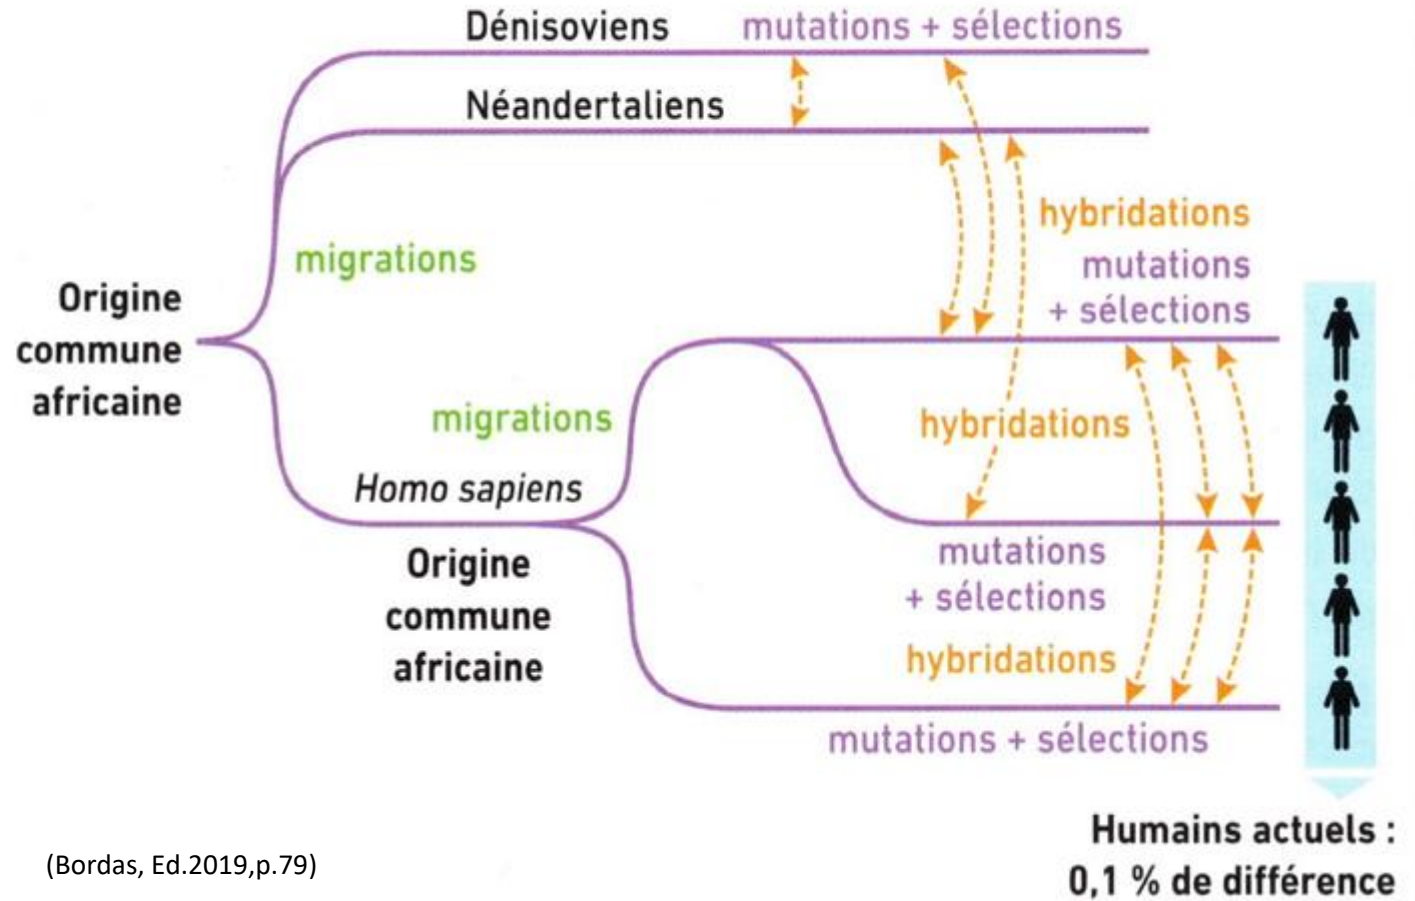 Dénisoviens
mutations + sélections
Néandertaliens
hybridations
mutations
+ sélections
migrations
Origine
commune
africaine
migrations
hybridations
Homo sapiens
Origine
commune
africaine
mutations
+ sélections
hybridations
mutations + sélections
Humains actuels :
0,1 % de différence
(Bordas, Ed.2019,p.79)